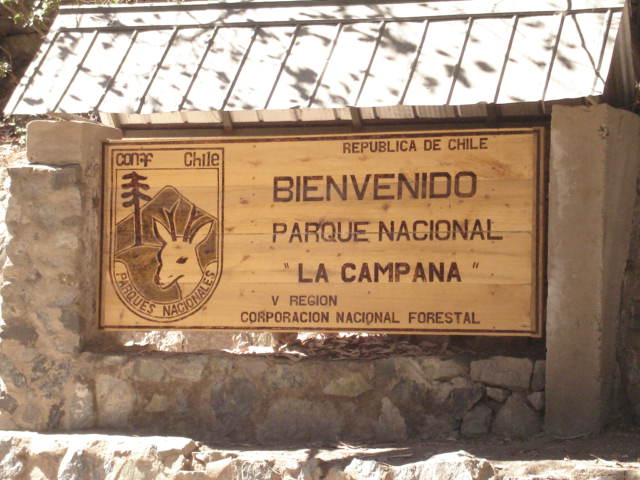 conaf Chile
PARQUES NACIONALES
REPUBLICA DE CHILE
BIENVENIDO
PARQUE NACIONAL
"LA CAMPANA"
V REGION
CORPORACION NACIONAL FORESTAL